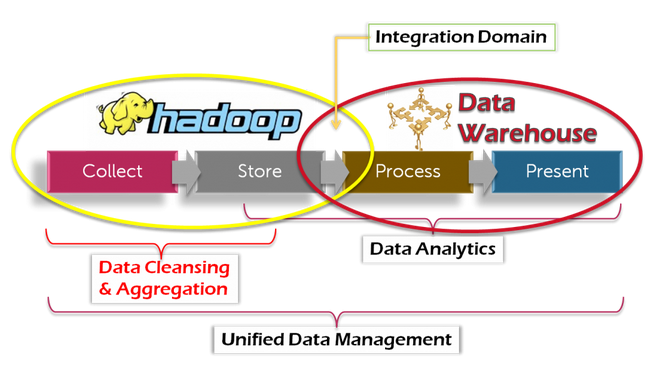 Integration Domain
hadoop
Data
Warehouse
Collect
Store
Process
Present
Data Analytics
Data Cleansing
& Aggregation
Unified Data Management